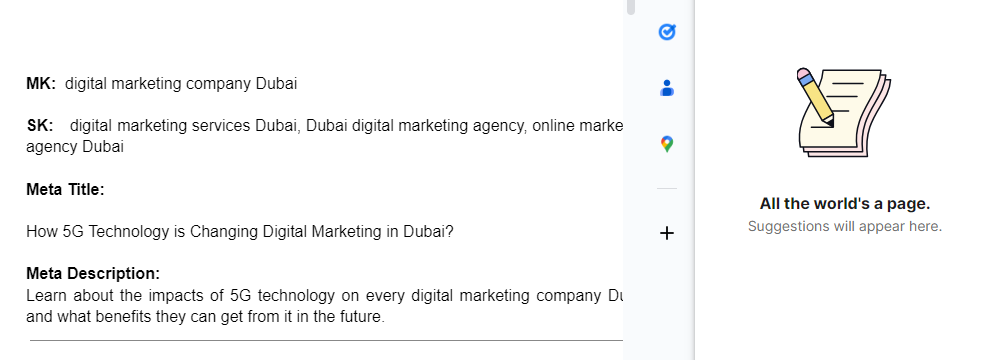 MK: digital marketing company Dubai
SK: digital marketing services Dubai, Dubai digital marketing agency, online marke
agency Dubai
Meta Title:
How 5G Technology is Changing Digital Marketing in Dubai?
Meta Description:
Learn about the impacts of 5G technology on every digital marketing company Du
and what benefits they can get from it in the future.
All the world's a page.
Suggestions will appear here.